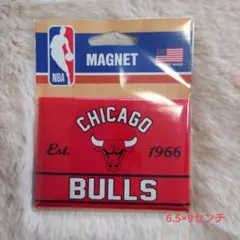 NBA
MAGNET
CHICAGO
Est. 1966
BULLS
6.5×9センチ